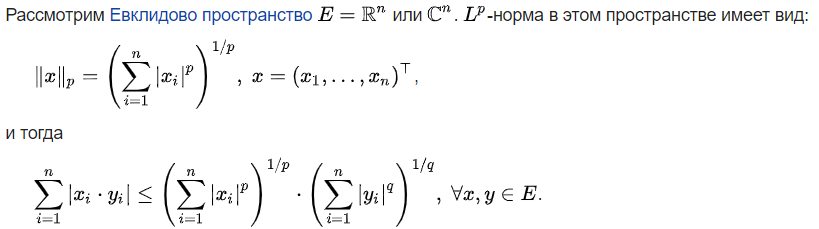 Рассмотрим Евклидово пространство $E = \mathbb{R}^n$ или $\mathbb{C}^n$. $L^p$-норма в этом пространстве имеет вид:
$\|x\|_p = \left( \sum_{i=1}^{n} |x_i|^p \right)^{1/p}, \; x = (x_1, \ldots, x_n)^\top$,
и тогда
$\sum_{i=1}^{n} |x_i \cdot y_i| \leq \left( \sum_{i=1}^{n} |x_i|^p \right)^{1/p} \cdot \left( \sum_{i=1}^{n} |y_i|^q \right)^{1/q}, \; \forall x, y \in E$.